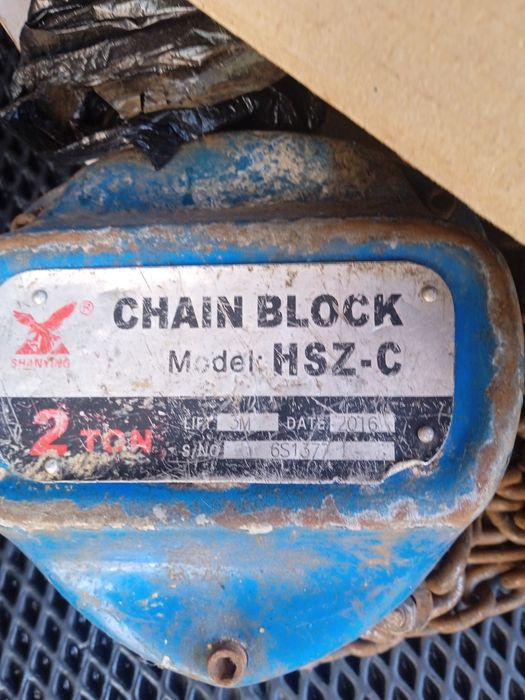 CHAIN BLOCK
®
SHANYING
Model: HSZ-C
2 TON
LIFT 3M DATE 2016
S/NO 6S1377